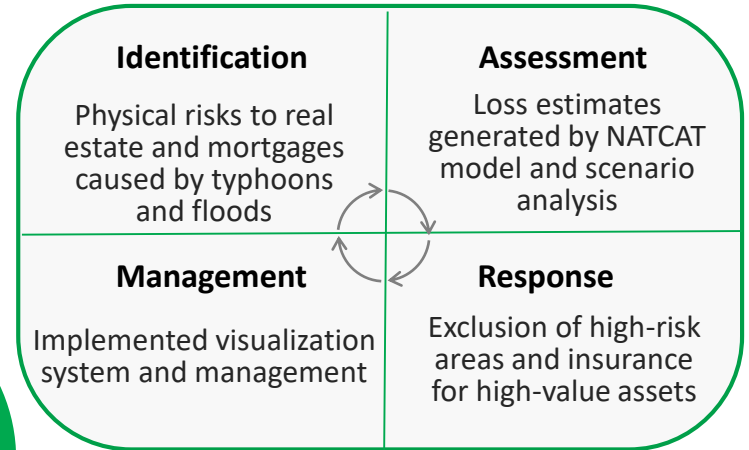 Identification
Physical risks to real
estate and mortgages
caused by typhoons
and floods
Assessment
Loss estimates
generated by NATCAT
model and scenario
analysis
Management
Implemented visualization
system and management
Response
Exclusion of high-risk
areas and insurance
for high-value assets